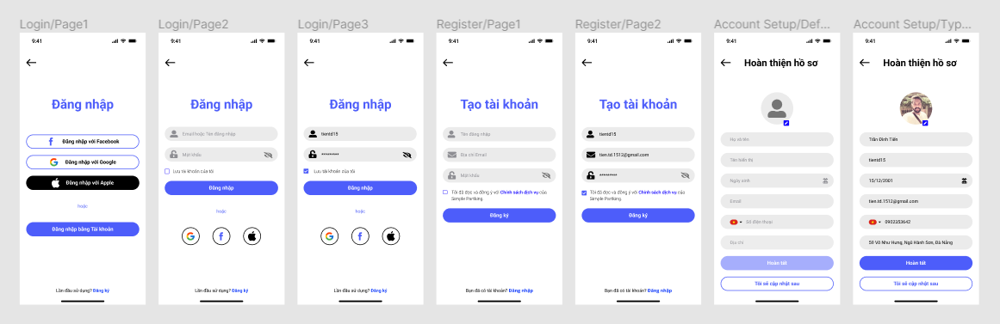 Login/Page1
9:41
Đăng nhập
Đăng nhập với Facebook
Đăng nhập với Google
Đăng nhập với Apple
hoặc
Đăng nhập bằng Tài khoản
Lần đầu sử dụng? Đăng ký
Login/Page2
9:41
Đăng nhập
Email hoặc Tên đăng nhập
Mật khẩu
Lưu tài khoản của tôi
Đăng nhập
hoặc
Lần đầu sử dụng? Đăng ký
Login/Page3
9:41
Đăng nhập
tientd15
*********
Lưu tài khoản của tôi
Đăng nhập
hoặc
Lần đầu sử dụng? Đăng ký
Register/Page1
9:41
Tạo tài khoản
Tên đăng nhập
Địa chỉ Email
Mật khẩu
Tôi đã đọc và đồng ý với Chính sách dịch vụ của
Simple Partking.
Đăng ký
Bạn đã có tài khoản? Đăng nhập
Register/Page2
9:41
Tạo tài khoản
tientd15
tien.td.1512@gmail.com
*********
Tôi đã đọc và đồng ý với Chính sách dịch vụ của
Simple Partking.
Đăng ký
Bạn đã có tài khoản? Đăng nhập
Account Setup/Def...
9:41
Hoàn thiện hồ sơ
Họ và tên
Tên hiển thị
Ngày sinh
Email
Số điện thoại
Địa chỉ
Hoàn tất
Tôi sẽ cập nhật sau
Account Setup/Typ...
9:41
Hoàn thiện hồ sơ
Trần Đình Tiến
tientd15
15/12/2001
tien.td.1512@gmail.com
0902353642
59 Võ Như Hưng, Ngũ Hành Sơn, Đà Nẵng
Hoàn tất
Tôi sẽ cập nhật sau